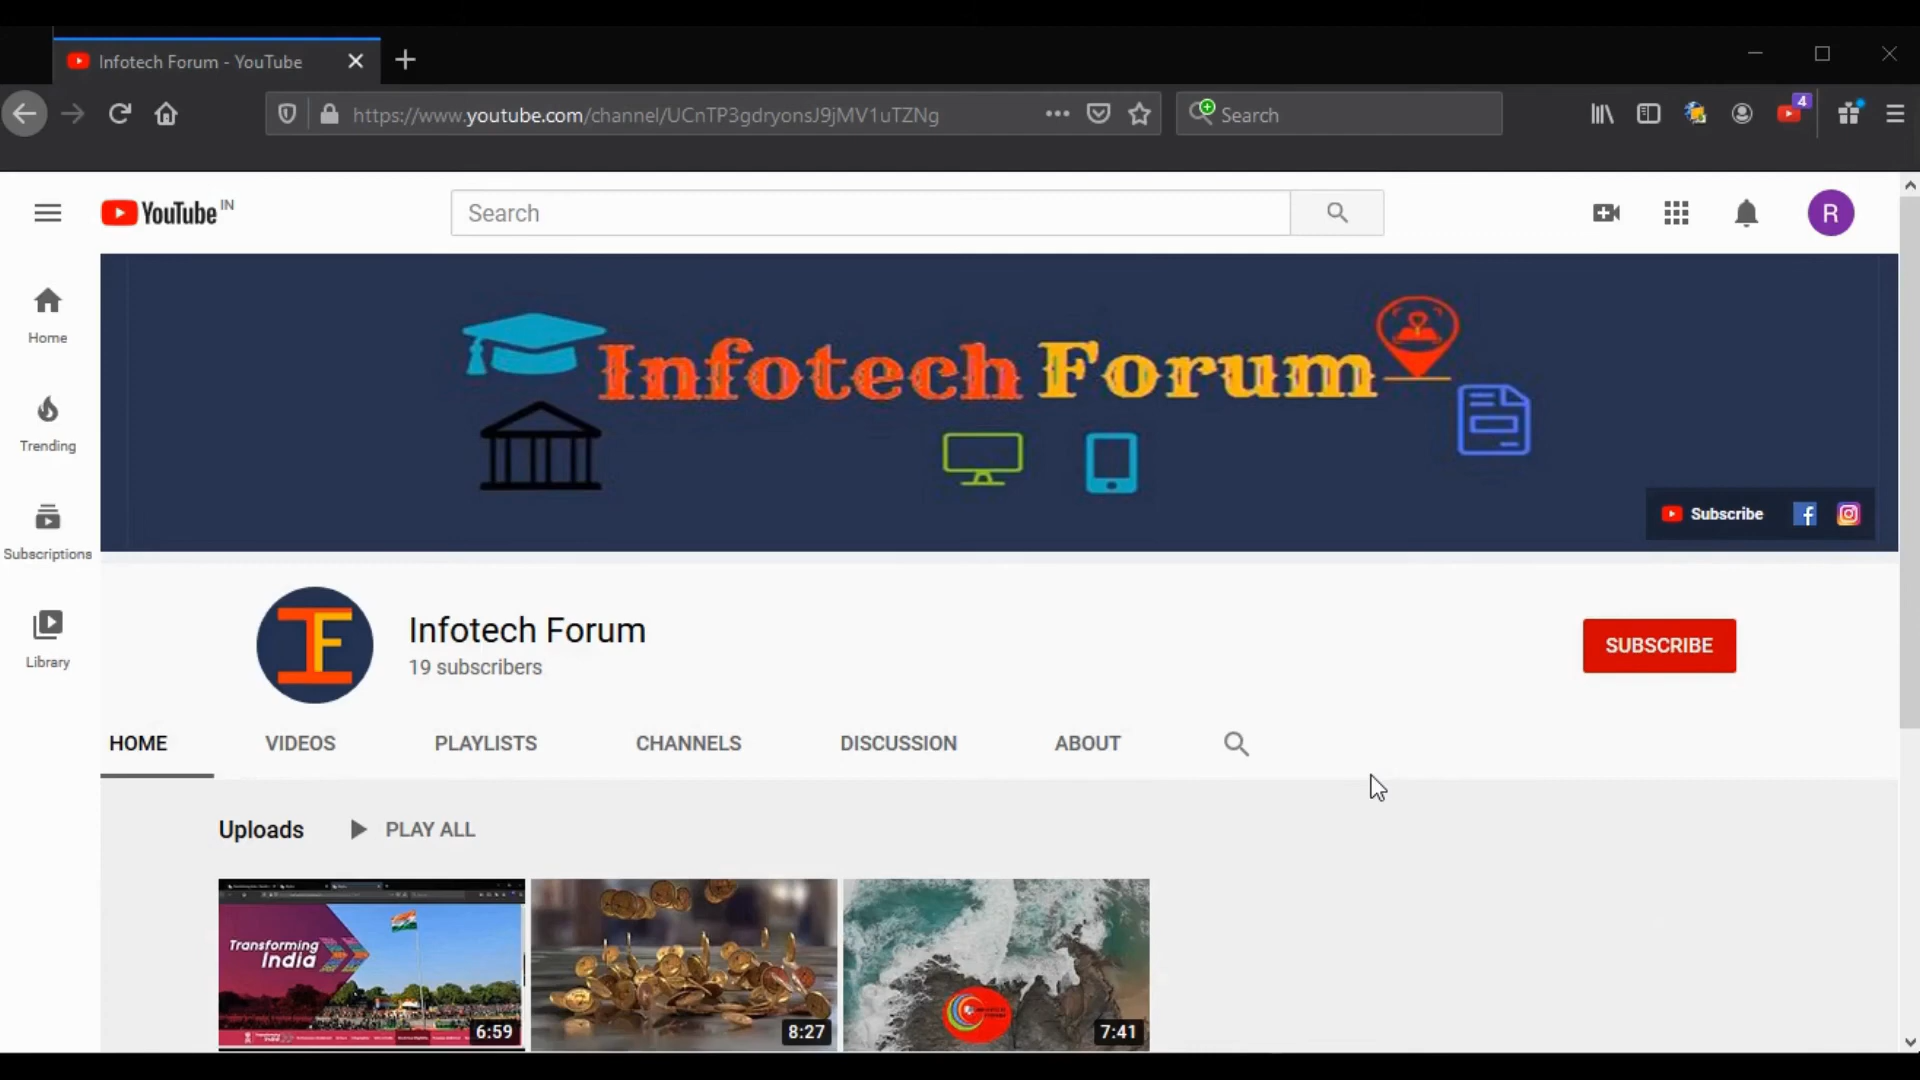 Infotech Forum - YouTube
https://www.youtube.com/channel/UCnTP3gdryonsJ9jMV1uTZNg
Search
4
YouTube IN
Search
R
Home
Trending
Subscriptions
Library
Infotech Forum
Subscribe
IF
Infotech Forum
19 subscribers
SUBSCRIBE
HOME
VIDEOS
PLAYLISTS
CHANNELS
DISCUSSION
ABOUT
Uploads
PLAY ALL
Transforming
India
6:59
8:27
7:41